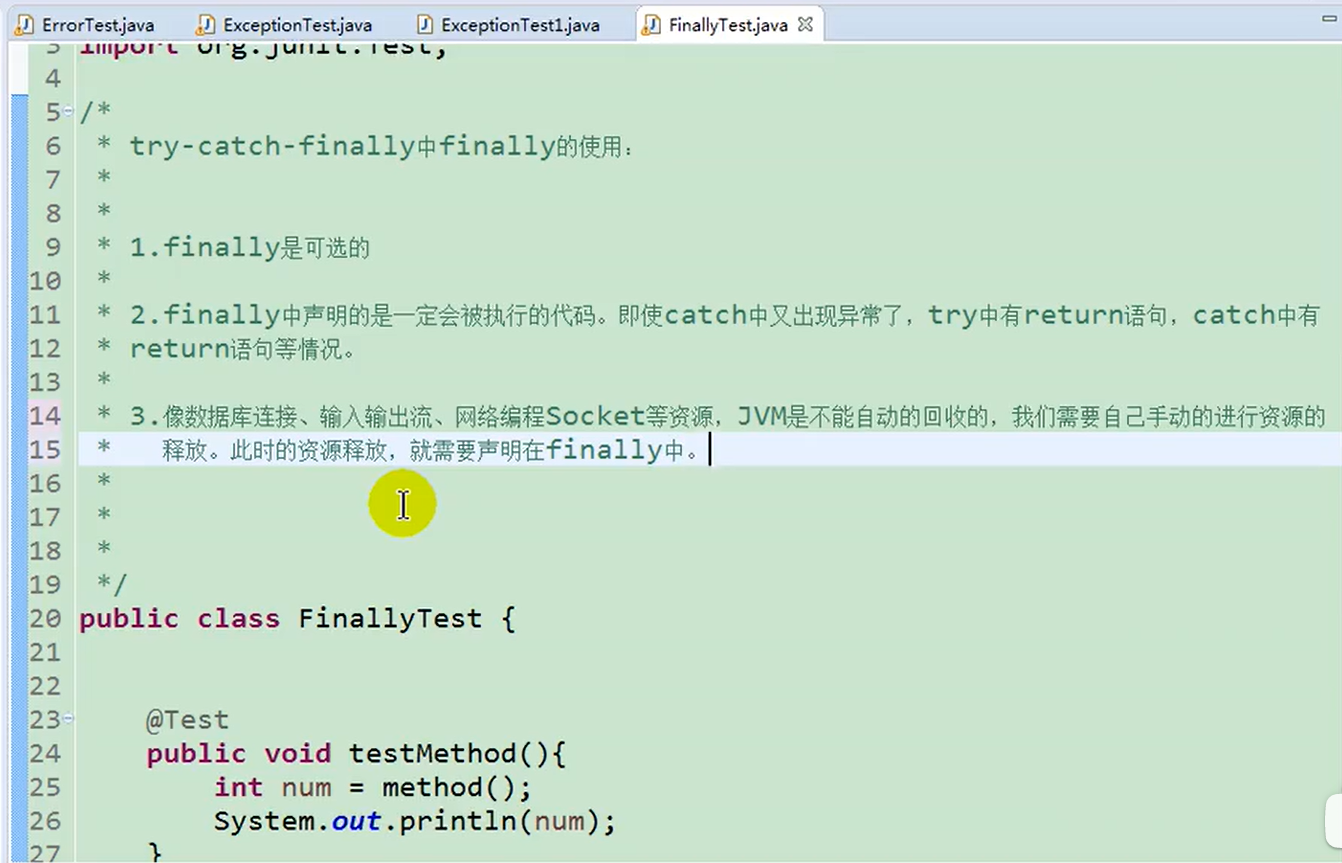 ErrorTest.java ExceptionTest.java ExceptionTest1.java FinallyTest.java
3 import org.junit.Test;
4
5 /*
6 * try-catch-finally中finally的使用：
7 *
8 *
9 * 1.finally是可选的
10 *
11 * 2.finally中声明的是一定会被执行的代码。即使catch中又出现异常了，try中有return语句，catch中有
12 * return语句等情况。
13 *
14 * 3.像数据库连接、输入输出流、网络编程Socket等资源，JVM是不能自动的回收的，我们需要自己手动的进行资源的
15 * 释放。此时的资源释放，就需要声明在finally中。
16 *
17 *
18 *
19 */
20 public class FinallyTest {
21
22
23 @Test
24 public void testMethod(){
25 int num = method();
26 System.out.println(num);
27 }